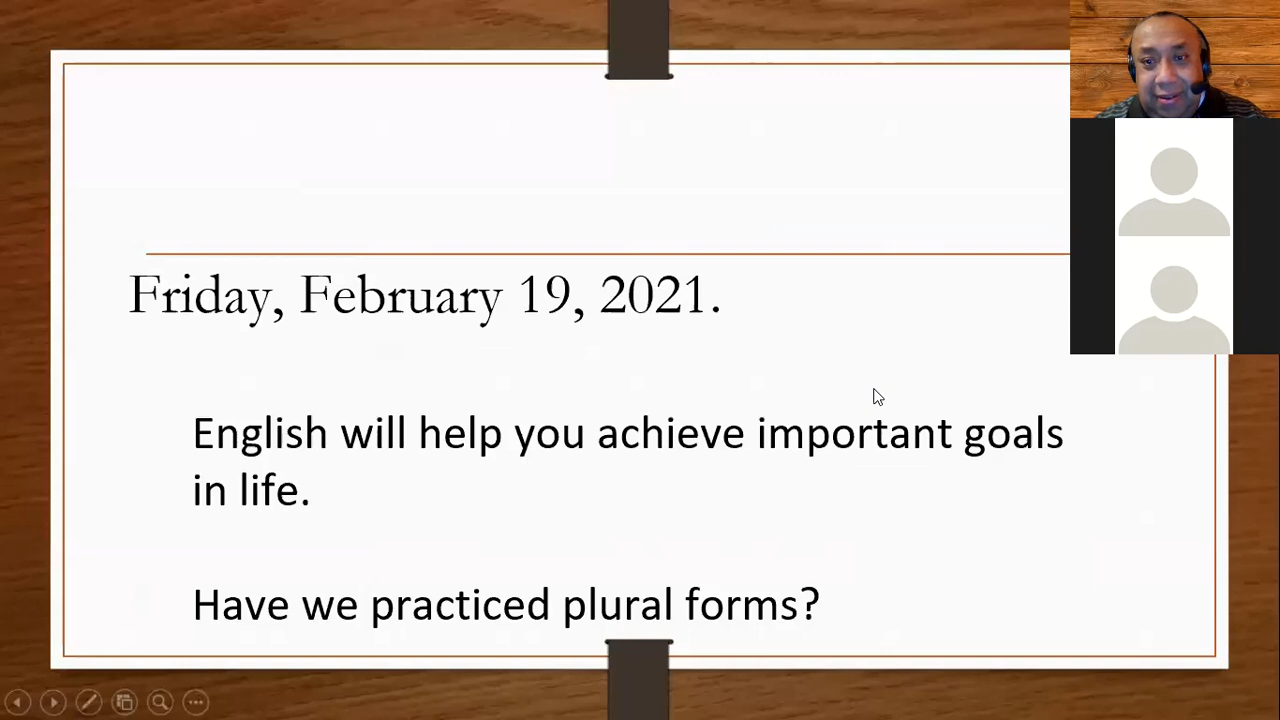 Friday, February 19, 2021.
English will help you achieve important goals
in life.
Have we practiced plural forms?